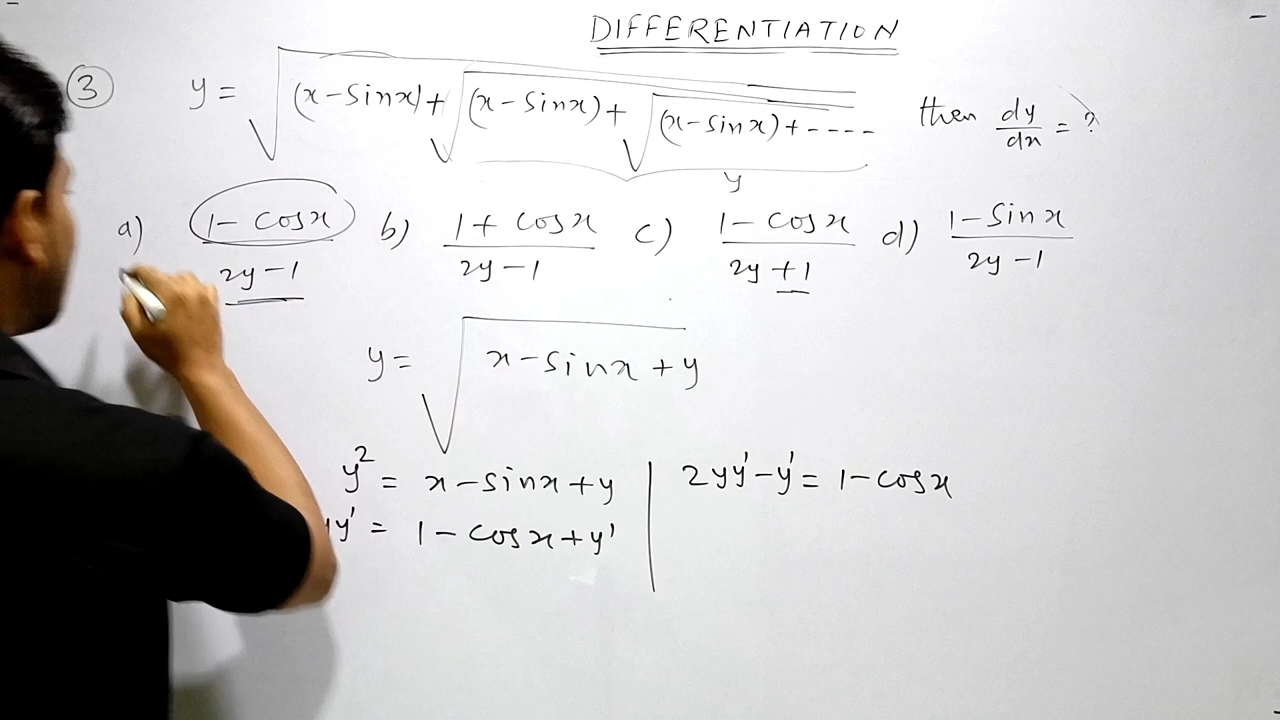 DIFFERENTIATION
③ y = √(x-sinx)+√(x-sinx)+√(x-sinx)+---- then dy/dx = ?
y
a) 1-cosx/2y-1 b) 1+cosx/2y-1 c) 1-cosx/2y+1 d) 1-sinx/2y-1
y = √x-sinx+y
y² = x-sinx+y | 2yy'-y' = 1-cosx
y' = 1-cosx+y'